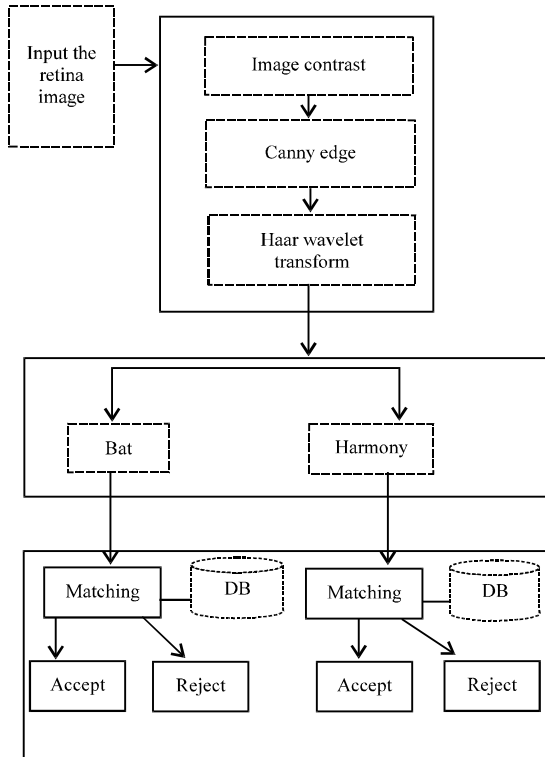 Input the
retina
image
Image contrast
Canny edge
Haar wavelet
transform
Bat
Harmony
Matching
DB
Matching
DB
Accept
Reject
Accept
Reject